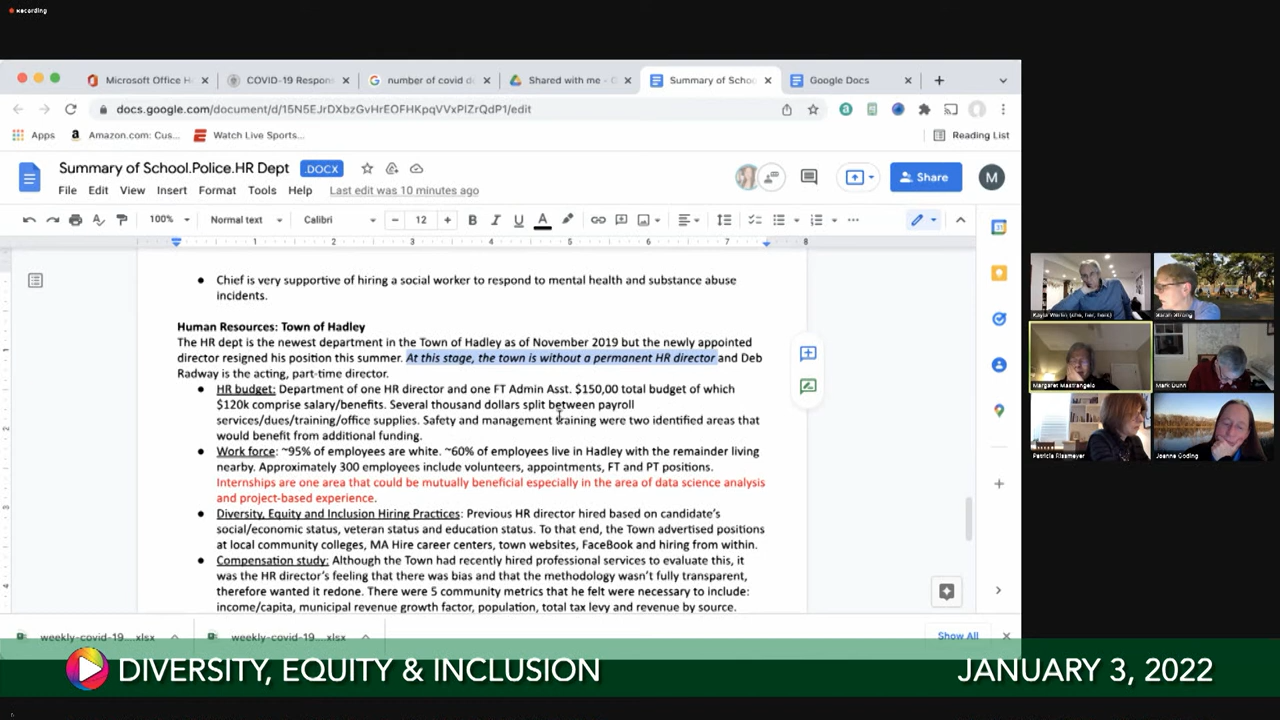 Recording
Microsoft Office H
COVID-19 Respon
number of covid d
Shared with me - G
Summary of Schoo
Google Docs
docs.google.com/document/d/15N5EJrDXbzGvHrEOFHKpqVVxPIZrQdP1/edit
Apps
Amazon.com: Cus...
Watch Live Sports...
Reading List
Summary of School.Police.HR Dept
.DOCX
Share
M
File Edit View Insert Format Tools Help Last edit was 10 minutes ago
100% Normal text Calibri 12
1 2 3 4 5 6 7 8
Chief is very supportive of hiring a social worker to respond to mental health and substance abuse
incidents.
Human Resources: Town of Hadley
The HR dept is the newest department in the Town of Hadley as of November 2019 but the newly appointed
director resigned his position this summer. At this stage, the town is without a permanent HR director and Deb
Radway is the acting, part-time director.
HR budget: Department of one HR director and one FT Admin Asst. $150,00 total budget of which
$120k comprise salary/benefits. Several thousand dollars split between payroll
services/dues/training/office supplies. Safety and management training were two identified areas that
would benefit from additional funding.
Work force: ~95% of employees are white. ~60% of employees live in Hadley with the remainder living
nearby. Approximately 300 employees include volunteers, appointments, FT and PT positions.
Internships are one area that could be mutually beneficial especially in the area of data science analysis
and project-based experience.
Diversity, Equity and Inclusion Hiring Practices: Previous HR director hired based on candidate's
social/economic status, veteran status and education status. To that end, the Town advertised positions
at local community colleges, MA Hire career centers, town websites, FaceBook and hiring from within.
Compensation study: Although the Town had recently hired professional services to evaluate this, it
was the HR director's feeling that there was bias and that the methodology wasn't fully transparent,
therefore wanted it redone. There were 5 community metrics that he felt were necessary to include:
income/capita, municipal revenue growth factor, population, total tax levy and revenue by source.
weekly-covid-19....xlsx
weekly-covid-19....xlsx
Show All
Kayla Werlin (she, her, hers)
Sarah Strong
Margaret Mastrangelo
Mark Dunn
Patricia Rissmeyer
Joanna Goding
DIVERSITY, EQUITY & INCLUSION
JANUARY 3, 2022